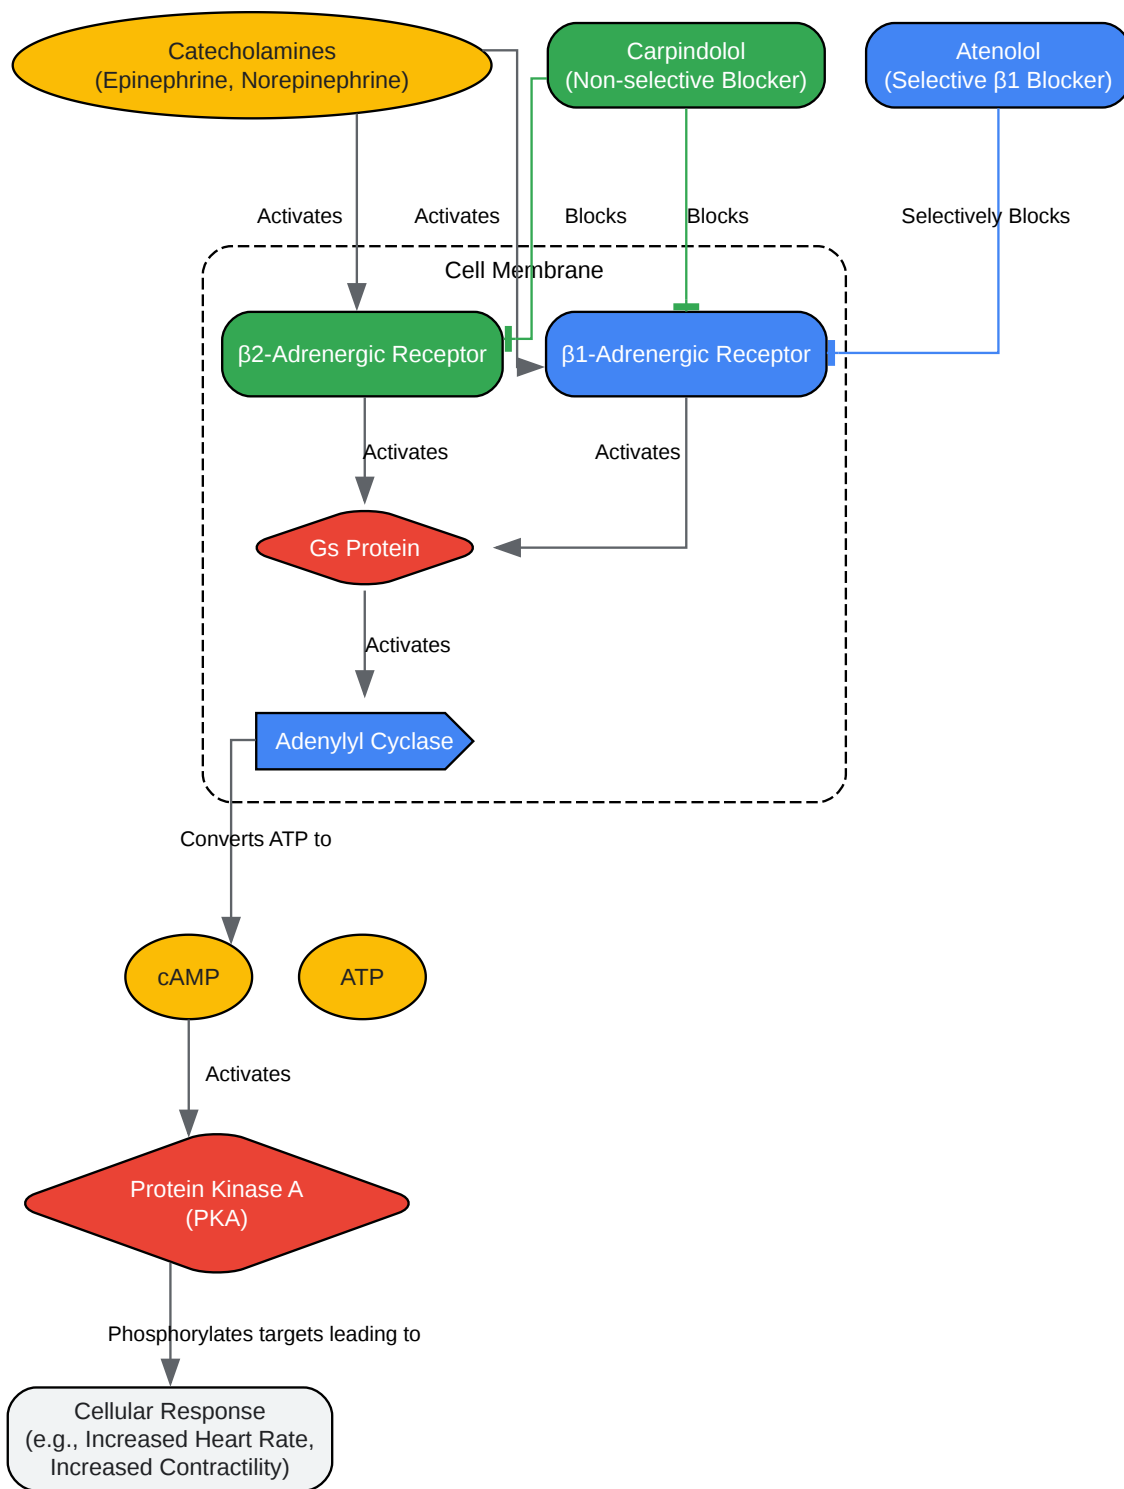 Catecholamines
(Epinephrine, Norepinephrine)
Carpindolol
(Non-selective Blocker)
Atenolol
(Selective β1 Blocker)
Activates
Activates
Blocks
Blocks
Selectively Blocks
Cell Membrane
β2-Adrenergic Receptor
β1-Adrenergic Receptor
Activates
Activates
Gs Protein
Activates
Adenylyl Cyclase
Converts ATP to
cAMP
ATP
Activates
Protein Kinase A
(PKA)
Phosphorylates targets leading to
Cellular Response
(e.g., Increased Heart Rate,
Increased Contractility)